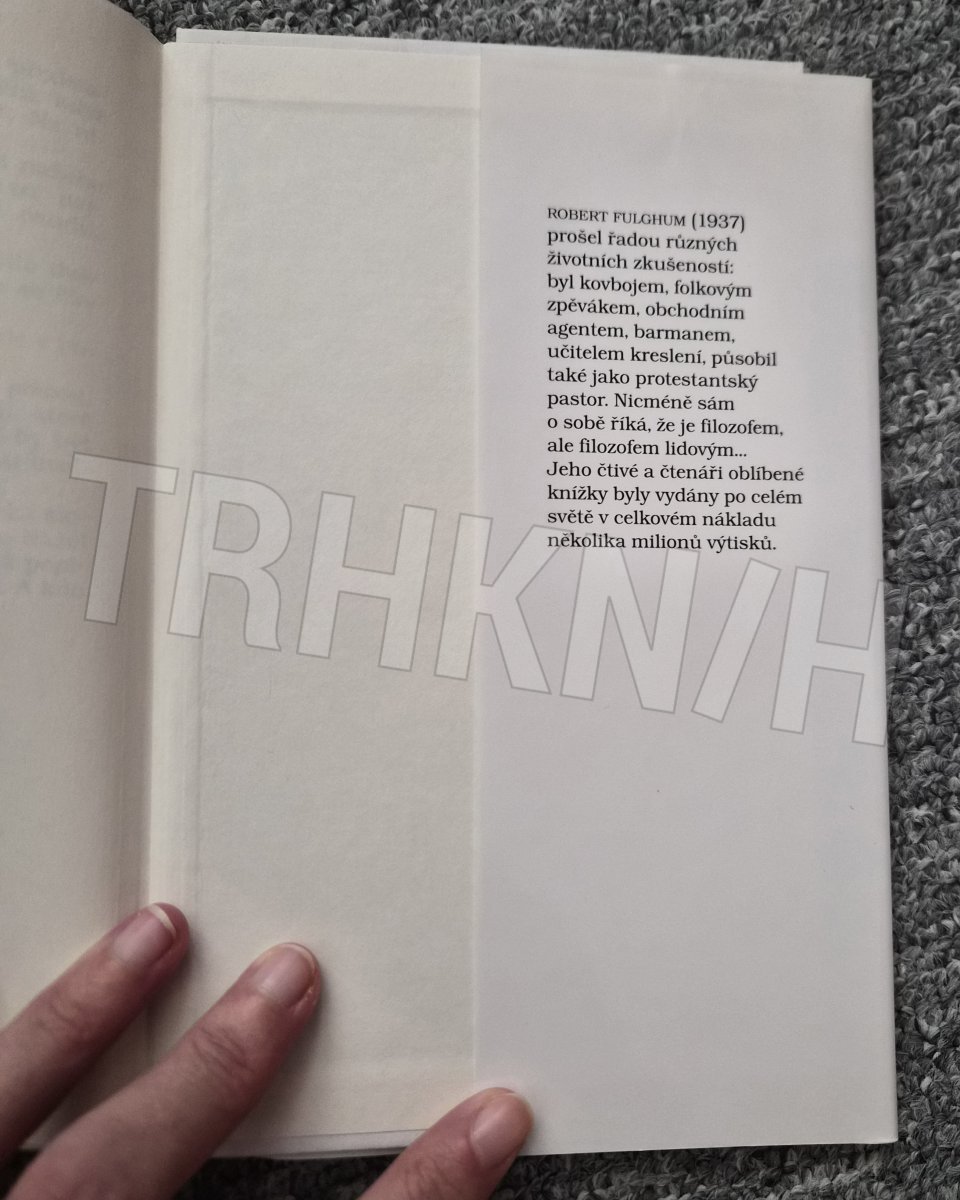 ROBERT FULGHUM (1937)
prošel řadou různých
životních zkušeností:
byl kovbojem, folkovým
zpěvákem, obchodním
agentem, barmanem,
učitelem kreslení, působil
také jako protestantský
pastor. Nicméně sám
o sobě říká, že je filozofem,
ale filozofem lidovým...
Jeho čtivé a čtenáři oblíbené
knížky byly vydány po celém
světě v celkovém nákladu
několika milionů výtisků.
TRHKN/H